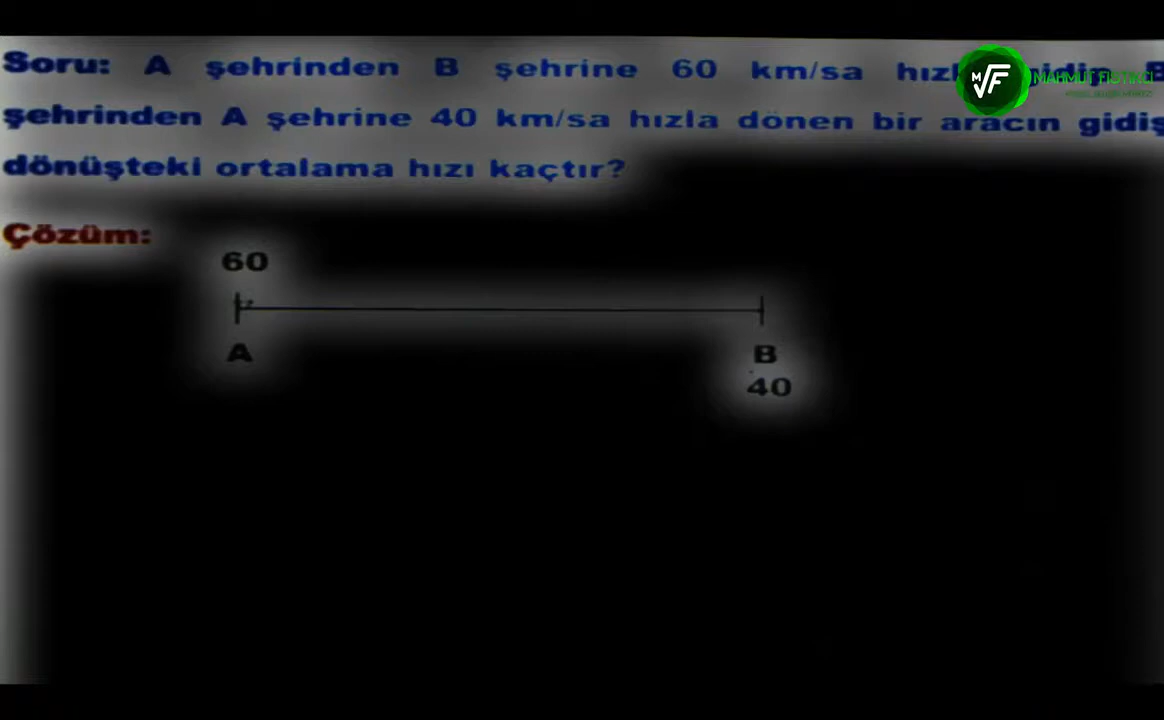 Soru: A şehrinden B şehrine 60 km/sa hızla gidip B
şehrinden A şehrine 40 km/sa hızla dönen bir aracın gidiş
dönüşteki ortalama hızı kaçtır?
Çözüm:
60
A
B
40
MAHMUT FIRTIKCI